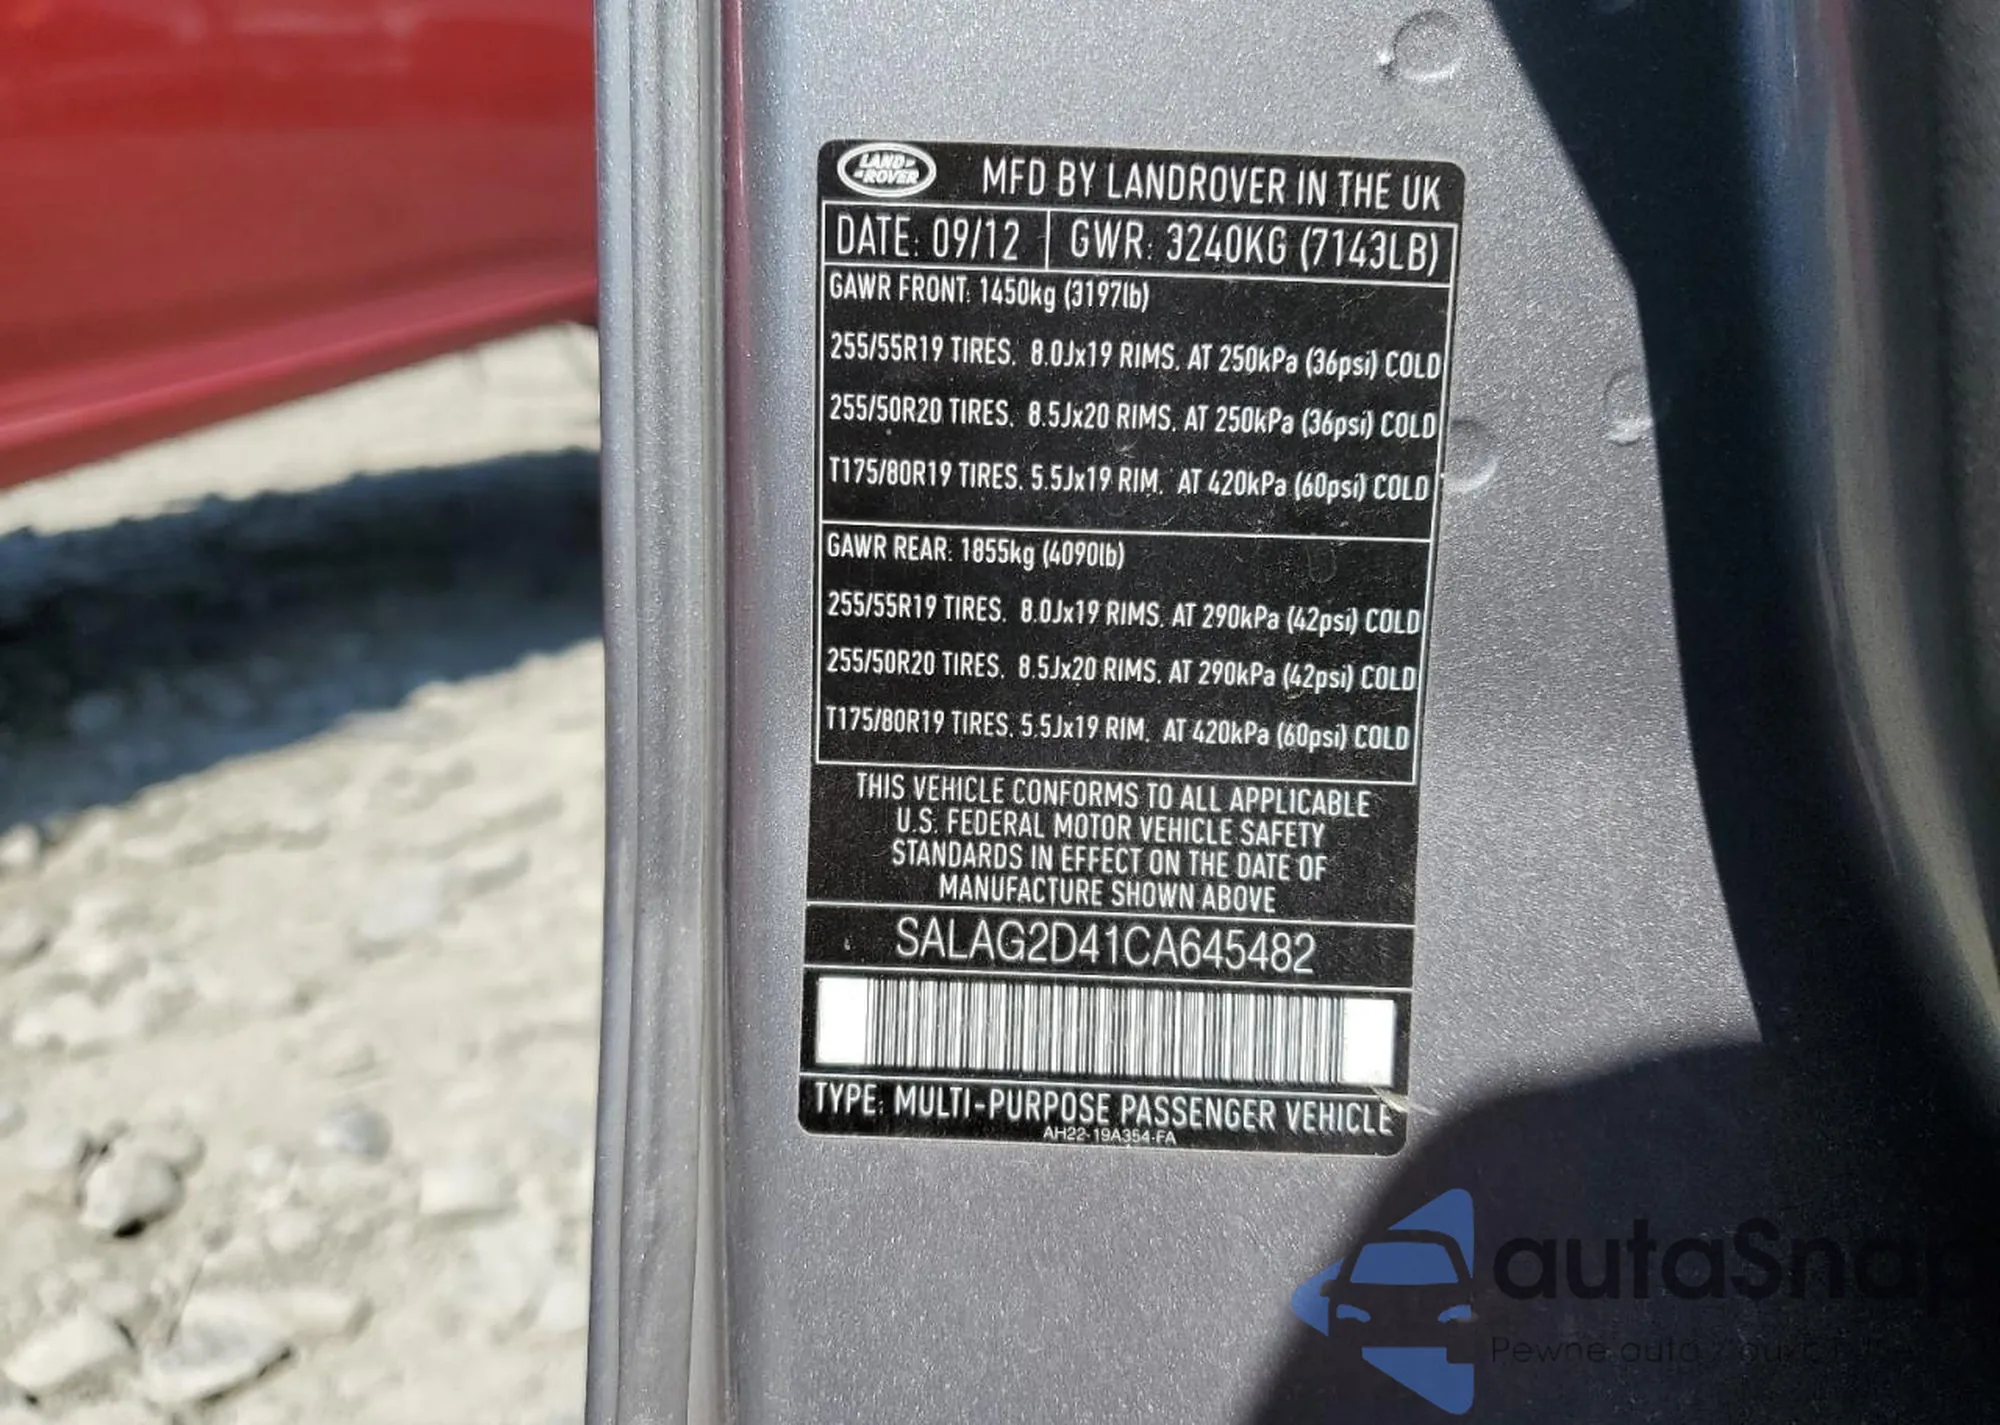 LAND-
-ROVER
MFD BY LANDROVER IN THE UK
DATE: 09/12 GWR: 3240KG (7143LB)
GAWR FRONT: 1450kg (3197lb)
255/55R19 TIRES. 8.0Jx19 RIMS. AT 250kPa (36psi) COLD
255/50R20 TIRES. 8.5Jx20 RIMS. AT 250kPa (36psi) COLD
T175/80R19 TIRES. 5.5Jx19 RIM. AT 420kPa (60psi) COLD
GAWR REAR: 1855kg (4090lb)
255/55R19 TIRES. 8.0Jx19 RIMS. AT 290kPa (42psi) COLD
255/50R20 TIRES. 8.5Jx20 RIMS. AT 290kPa (42psi) COLD
T175/80R19 TIRES. 5.5Jx19 RIM. AT 420kPa (60psi) COLD
THIS VEHICLE CONFORMS TO ALL APPLICABLE
U.S. FEDERAL MOTOR VEHICLE SAFETY
STANDARDS IN EFFECT ON THE DATE OF
MANUFACTURE SHOWN ABOVE
SALAG2D41CA645482
TYPE: MULTI-PURPOSE PASSENGER VEHICLE
AH22-19A354-FA
autaSnap
Pewne auto z